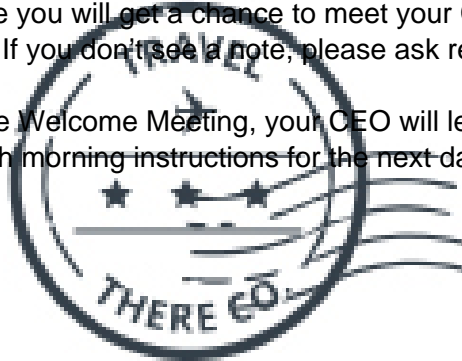 e you will get a chance to meet your
If you don't see a note, please ask re
TRAVEL
e Welcome Meeting, your CEO will le
h morning instructions for the next da
THERE CO.